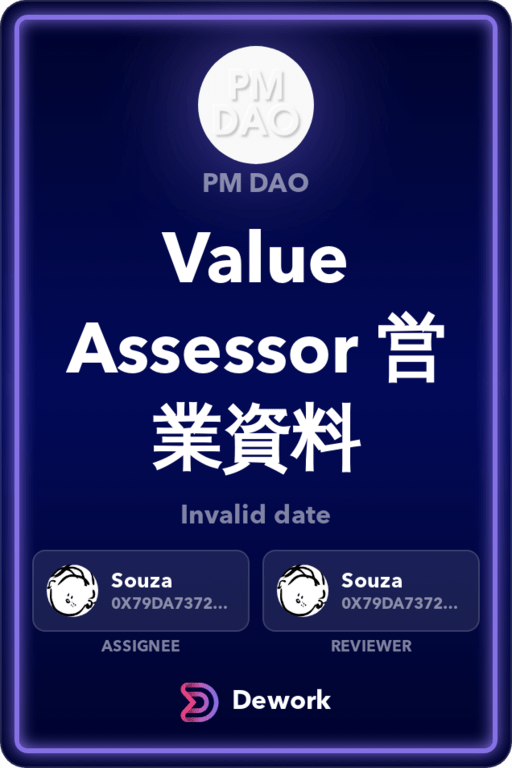 PM
DAO
PM DAO
Value
Assessor 営
業資料
Invalid date
Souza
0X79DA7372...
Souza
0X79DA7372...
ASSIGNEE
REVIEWER
Dework